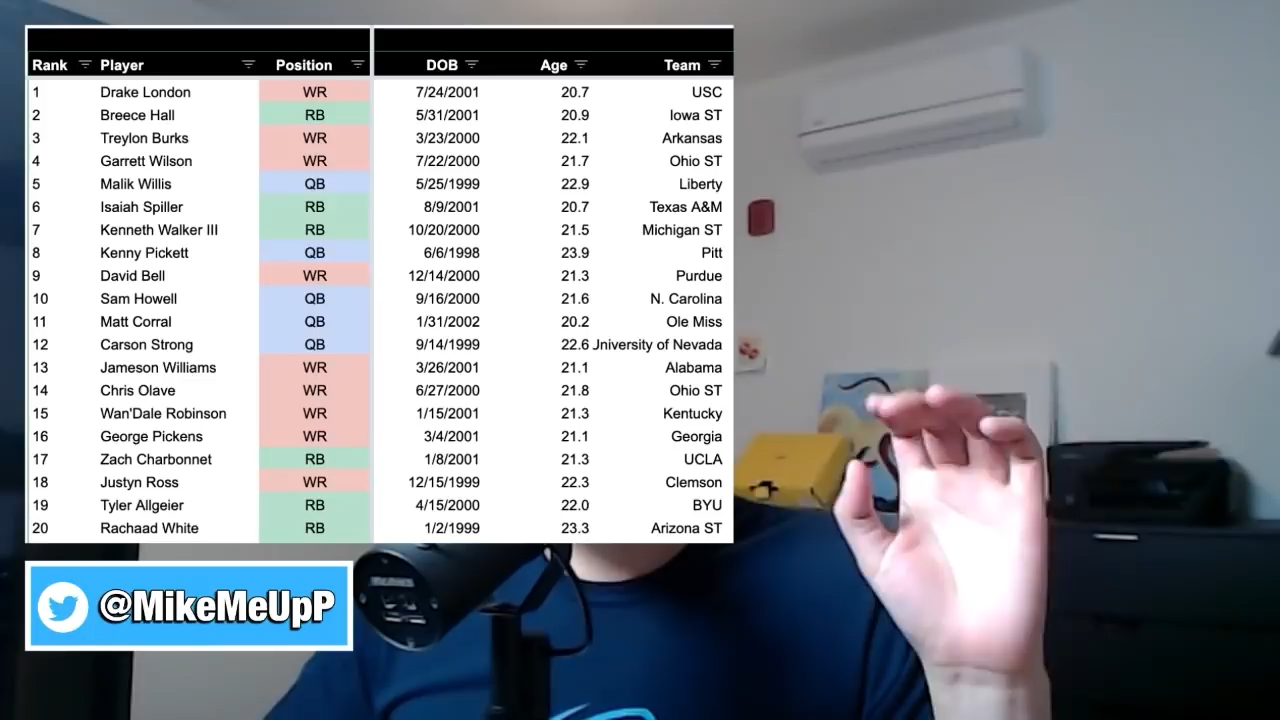 Rank Player Position DOB Age Team
1 Drake London WR 7/24/2001 20.7 USC
2 Breece Hall RB 5/31/2001 20.9 Iowa ST
3 Treylon Burks WR 3/23/2000 22.1 Arkansas
4 Garrett Wilson WR 7/22/2000 21.7 Ohio ST
5 Malik Willis QB 5/25/1999 22.9 Liberty
6 Isaiah Spiller RB 8/9/2001 20.7 Texas A&M
7 Kenneth Walker III RB 10/20/2000 21.5 Michigan ST
8 Kenny Pickett QB 6/6/1998 23.9 Pitt
9 David Bell WR 12/14/2000 21.3 Purdue
10 Sam Howell QB 9/16/2000 21.6 N. Carolina
11 Matt Corral QB 1/31/2002 20.2 Ole Miss
12 Carson Strong QB 9/14/1999 22.6 University of Nevada
13 Jameson Williams WR 3/26/2001 21.1 Alabama
14 Chris Olave WR 6/27/2000 21.8 Ohio ST
15 Wan'Dale Robinson WR 1/15/2001 21.3 Kentucky
16 George Pickens WR 3/4/2001 21.1 Georgia
17 Zach Charbonnet RB 1/8/2001 21.3 UCLA
18 Justyn Ross WR 12/15/1999 22.3 Clemson
19 Tyler Allgeier RB 4/15/2000 22.0 BYU
20 Rachaad White RB 1/2/1999 23.3 Arizona ST
@MikeMeUpP